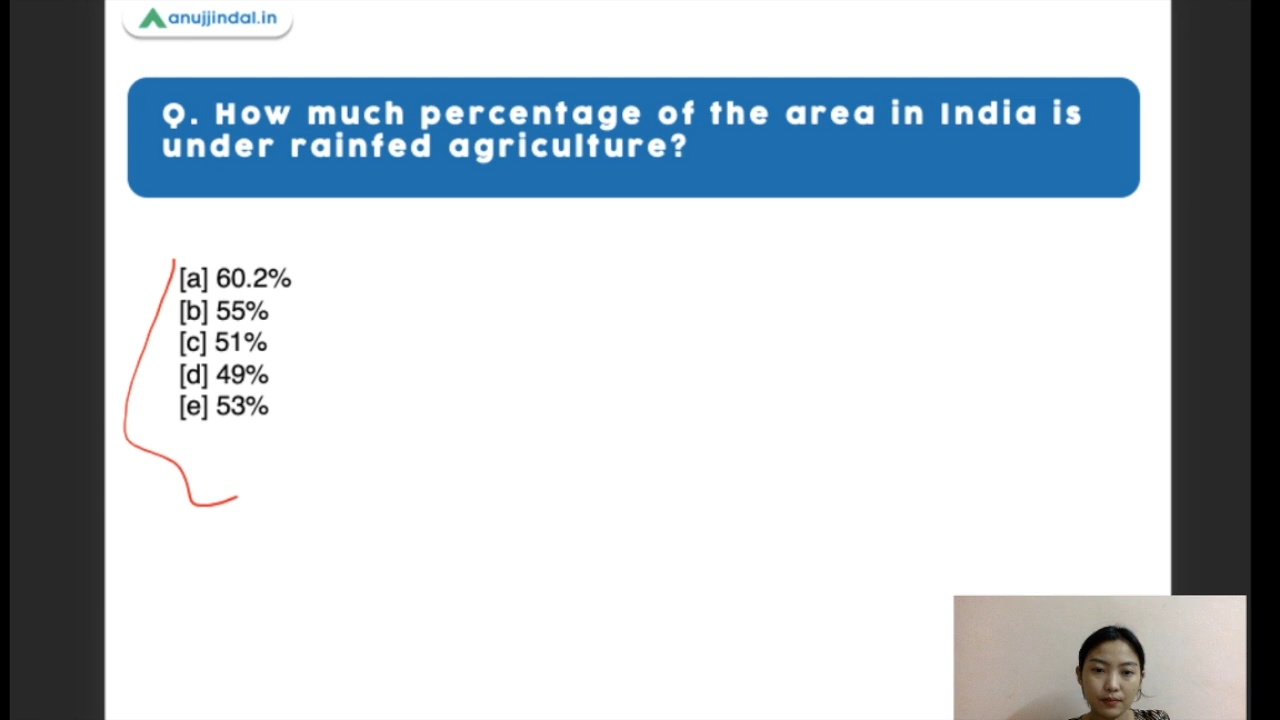 anujjindal.in
Q. How much percentage of the area in India is
under rainfed agriculture?
[a] 60.2%
[b] 55%
[c] 51%
[d] 49%
[e] 53%